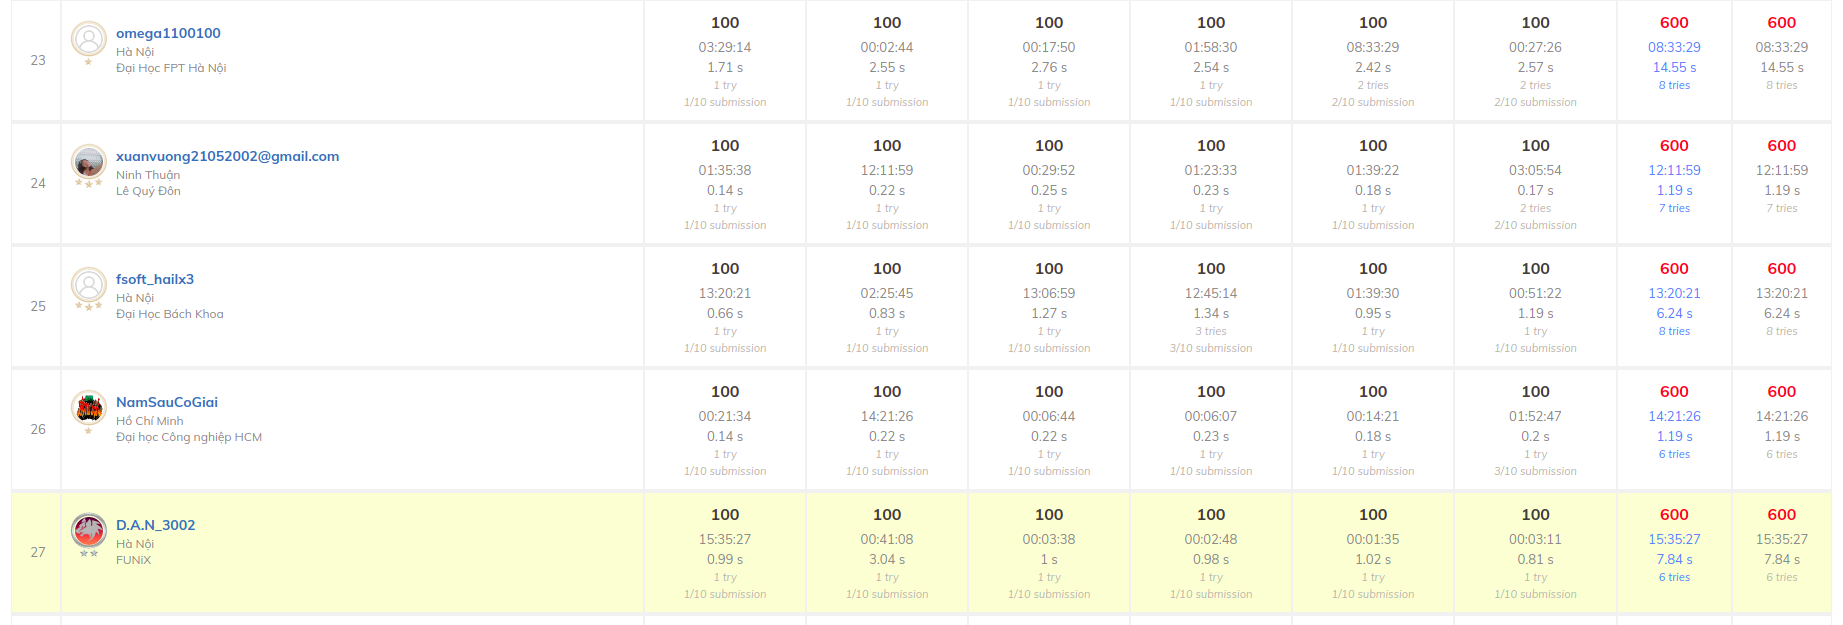 23
omega1100100
Hà Nội
Đại Học FPT Hà Nội
100 100 100 100 100 100 600 600
03:29:14 00:02:44 00:17:50 01:58:30 08:33:29 00:27:26 08:33:29 08:33:29
1.71 s 2.55 s 2.76 s 2.54 s 2.42 s 2.57 s 14.55 s 14.55 s
1 try 1 try 1 try 1 try 2 tries 2 tries 8 tries 8 tries
1/10 submission 1/10 submission 1/10 submission 1/10 submission 2/10 submission 2/10 submission
24
xuanvuong21052002@gmail.com
Ninh Thuận
Lê Quý Đôn
100 100 100 100 100 100 600 600
01:35:38 12:11:59 00:29:52 01:23:33 01:39:22 03:05:54 12:11:59 12:11:59
0.14 s 0.22 s 0.25 s 0.23 s 0.18 s 0.17 s 1.19 s 1.19 s
1 try 1 try 1 try 1 try 1 try 2 tries 7 tries 7 tries
1/10 submission 1/10 submission 1/10 submission 1/10 submission 1/10 submission 2/10 submission
25
fsoft_hailx3
Hà Nội
Đại Học Bách Khoa
100 100 100 100 100 100 600 600
13:20:21 02:25:45 13:06:59 12:45:14 01:39:30 00:51:22 13:20:21 13:20:21
0.66 s 0.83 s 1.27 s 1.34 s 0.95 s 1.19 s 6.24 s 6.24 s
1 try 1 try 1 try 3 tries 1 try 1 try 8 tries 8 tries
1/10 submission 1/10 submission 1/10 submission 3/10 submission 1/10 submission 1/10 submission
26
NamSauCoGiai
Hồ Chí Minh
Đại học Công nghiệp HCM
100 100 100 100 100 100 600 600
00:21:34 14:21:26 00:06:44 00:06:07 00:14:21 01:52:47 14:21:26 14:21:26
0.14 s 0.22 s 0.22 s 0.23 s 0.18 s 0.2 s 1.19 s 1.19 s
1 try 1 try 1 try 1 try 1 try 1 try 6 tries 6 tries
1/10 submission 1/10 submission 1/10 submission 1/10 submission 1/10 submission 3/10 submission
27
D.A.N_3002
Hà Nội
FUNiX
100 100 100 100 100 100 600 600
15:35:27 00:41:08 00:03:38 00:02:48 00:01:35 00:03:11 15:35:27 15:35:27
0.99 s 3.04 s 1 s 0.98 s 1.02 s 0.81 s 7.84 s 7.84 s
1 try 1 try 1 try 1 try 1 try 1 try 6 tries 6 tries
1/10 submission 1/10 submission 1/10 submission 1/10 submission 1/10 submission 1/10 submission